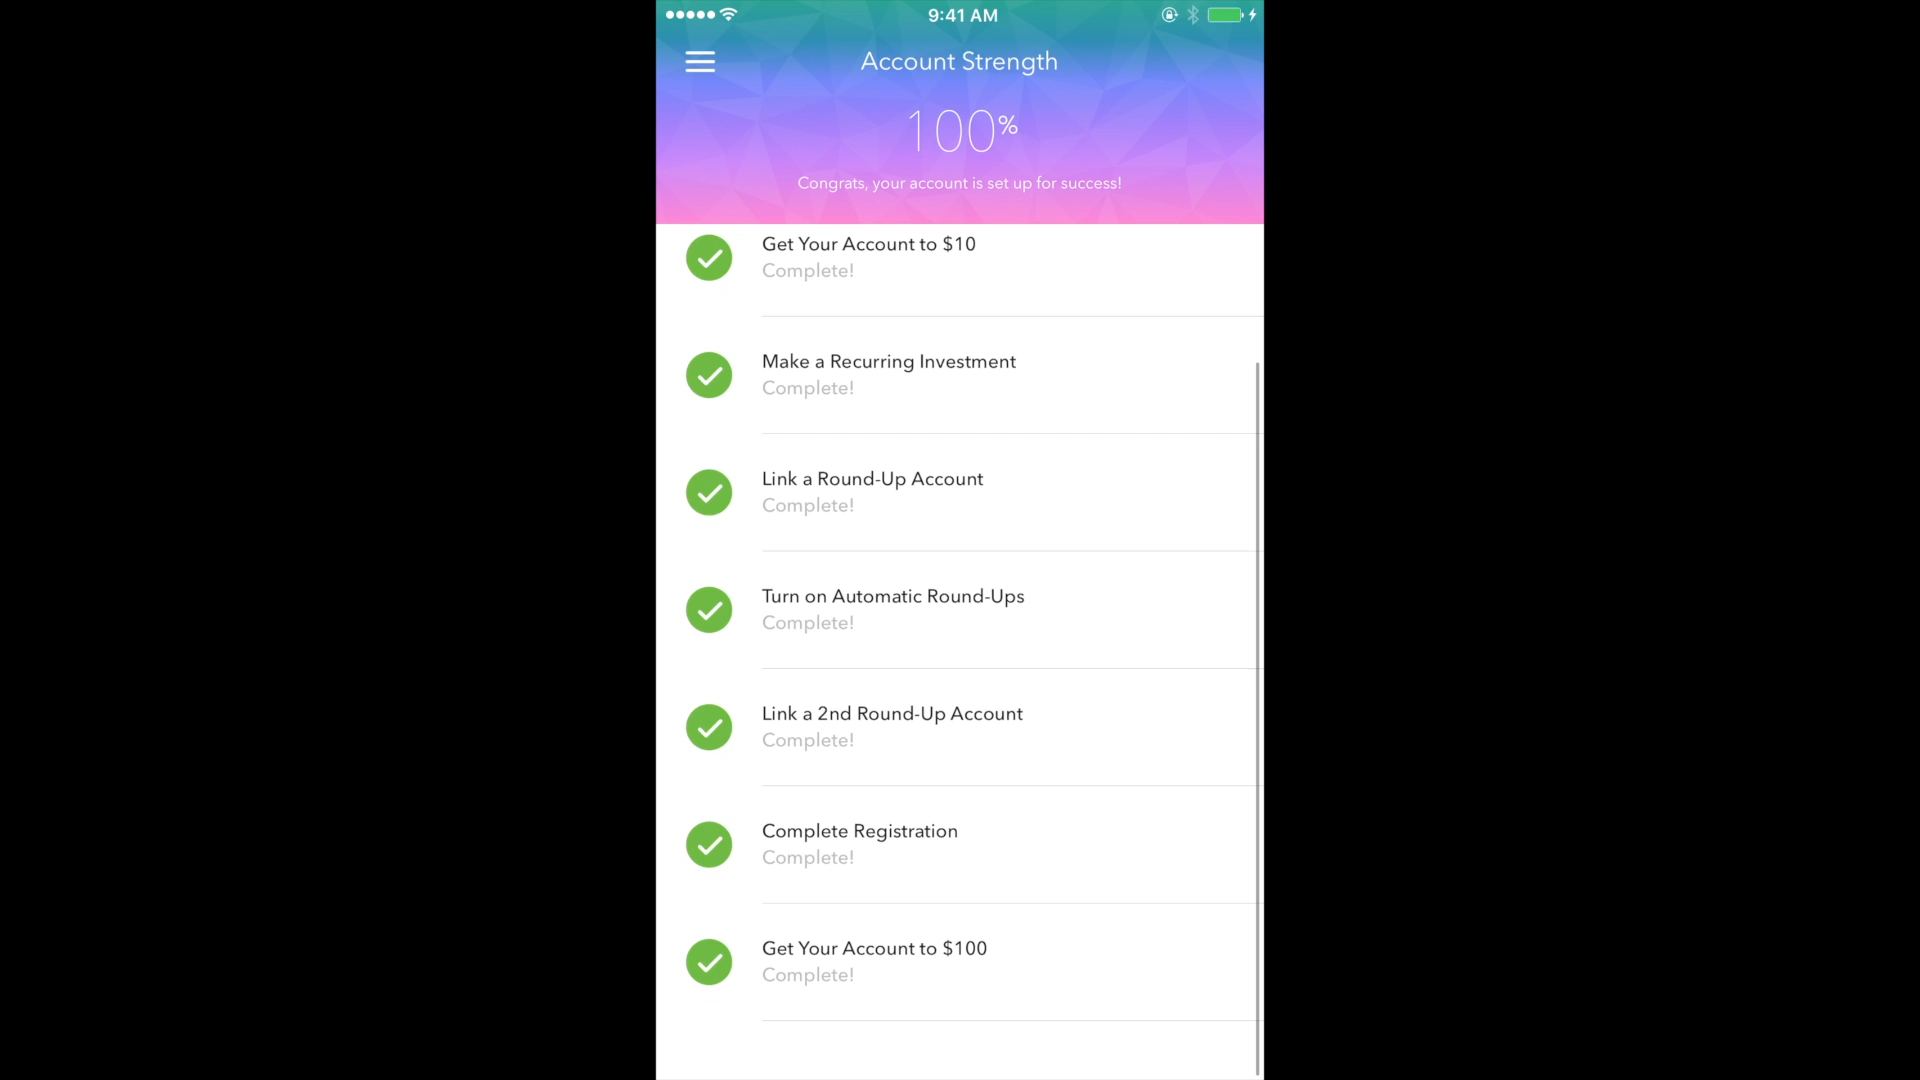 9:41 AM
Account Strength
100%
Congrats, your account is set up for success!
Get Your Account to $10
Complete!
Make a Recurring Investment
Complete!
Link a Round-Up Account
Complete!
Turn on Automatic Round-Ups
Complete!
Link a 2nd Round-Up Account
Complete!
Complete Registration
Complete!
Get Your Account to $100
Complete!